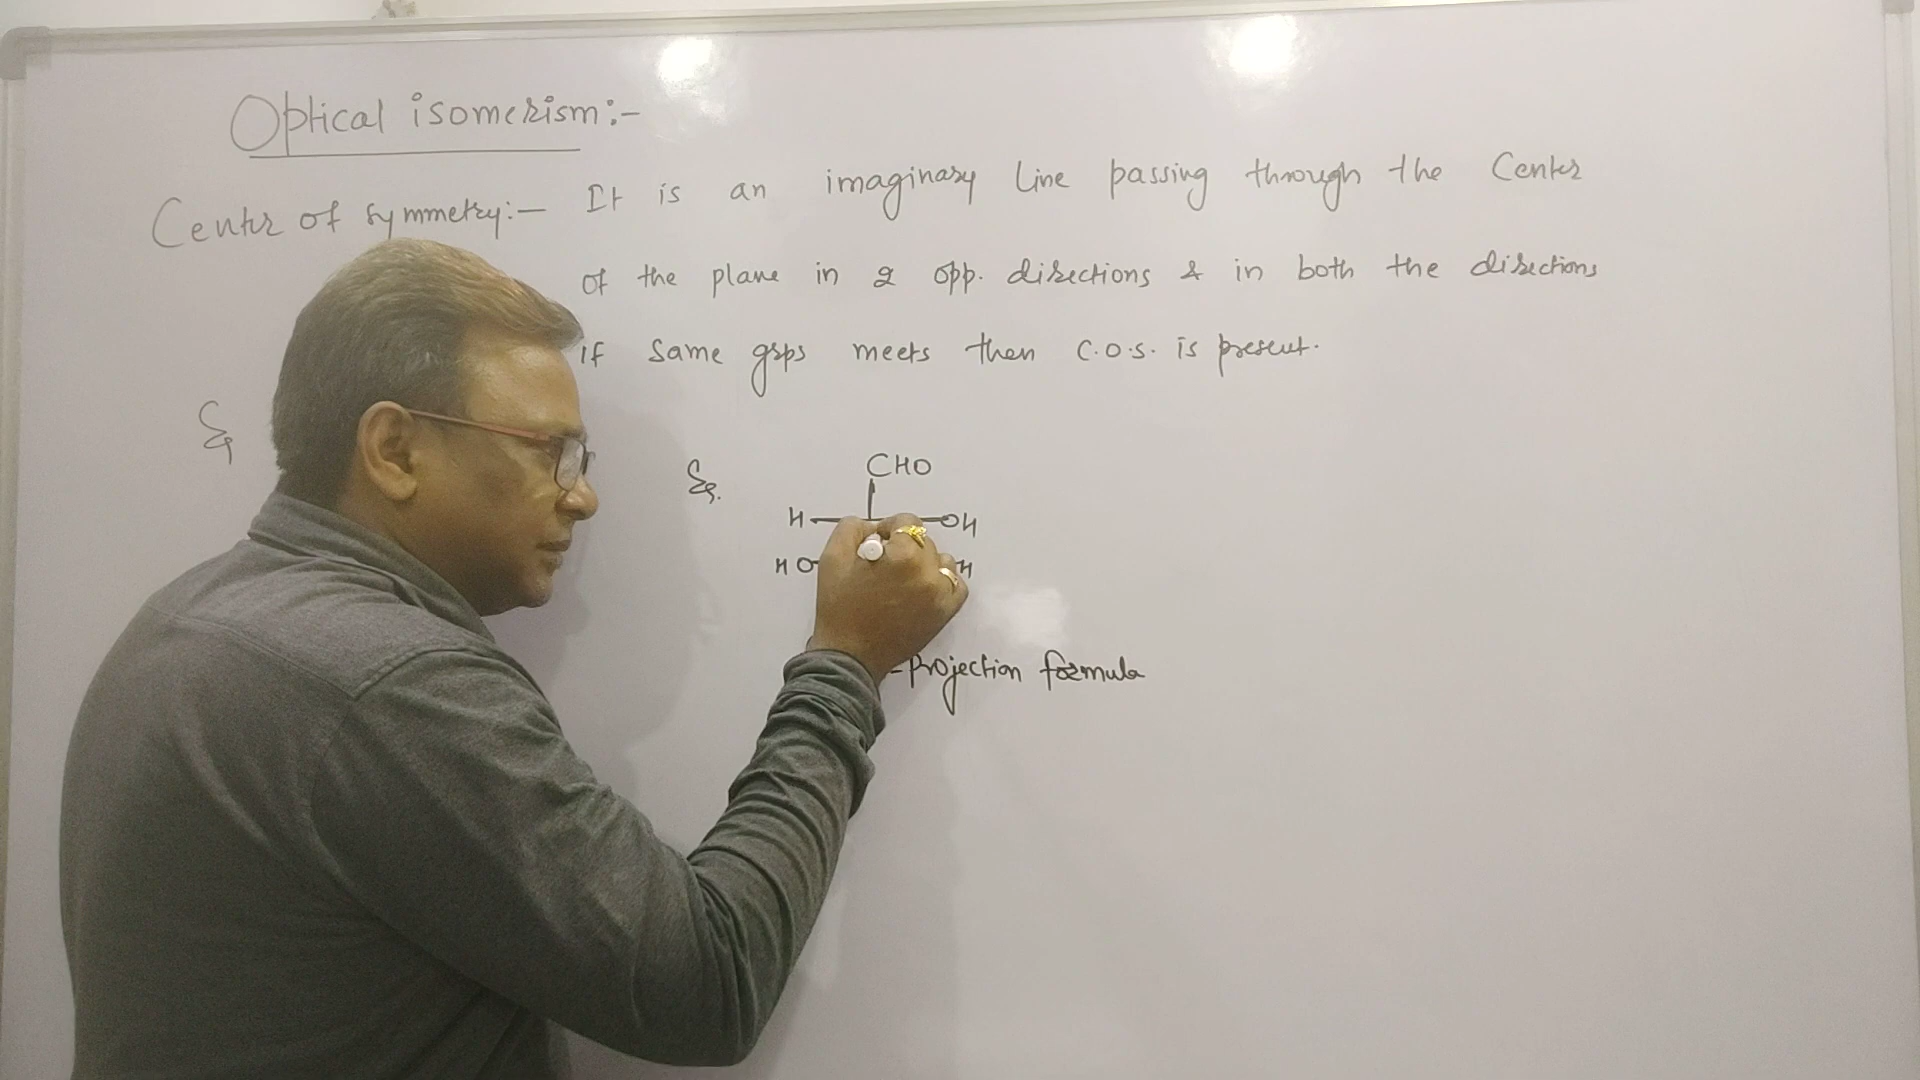 Optical isomerism:-
Center of symmetry:- It is an imaginary line passing through the Center
of the plane in 2 opp. directions & in both the directions
if same grps meets then C.O.S. is present.
Eg
Eg.
CHO
H OH
HO H
-Projection formula